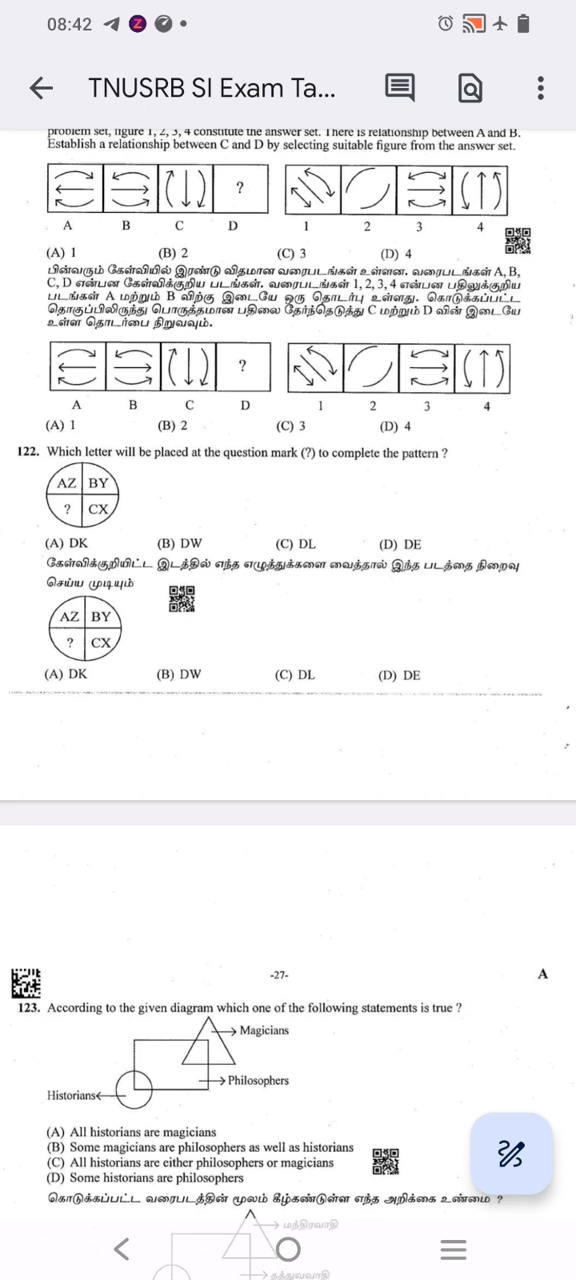 08:42
TNUSRB SI Exam Ta...
problem set, figure 1, 2, 3, 4 constitute the answer set. There is relationship between A and B.
Establish a relationship between C and D by selecting suitable figure from the answer set.
?
A B C D 1 2 3 4
(A) 1 (B) 2 (C) 3 (D) 4
பின்வரும் கேள்வியில் இரண்டு விதமான வரைபடங்கள் உள்ளன. வரைபடங்கள் A, B,
C, D என்பன கேள்விக்குறிய படங்கள். வரைபடங்கள் 1, 2, 3, 4 என்பன பதிலுக்குறிய
படங்கள் A மற்றும் B விற்கு இடையே ஒரு தொடர்பு உள்ளது. கொடுக்கப்பட்ட
தொகுப்பிலிருந்து பொருத்தமான பதிலை தேர்ந்தெடுத்து C மற்றும் D வின் இடையே
உள்ள தொடர்பை நிறுவவும்.
?
A B C D 1 2 3 4
(A) 1 (B) 2 (C) 3 (D) 4
122. Which letter will be placed at the question mark (?) to complete the pattern ?
AZ BY
? CX
(A) DK (B) DW (C) DL (D) DE
கேள்விக்குறியிட்ட இடத்தில் எந்த எழுத்துக்களை வைத்தால் இந்த படத்தை நிறைவு
செய்ய முடியும்
AZ BY
? CX
(A) DK (B) DW (C) DL (D) DE
-27- A
123. According to the given diagram which one of the following statements is true ?
Magicians
Philosophers
Historians
(A) All historians are magicians
(B) Some magicians are philosophers as well as historians
(C) All historians are either philosophers or magicians
(D) Some historians are philosophers
கொடுக்கப்பட்ட வரைபடத்தின் மூலம் கீழ்கண்டுள்ள எந்த அறிக்கை உண்மை ?
மந்திரவாதி
தத்துவவாதி